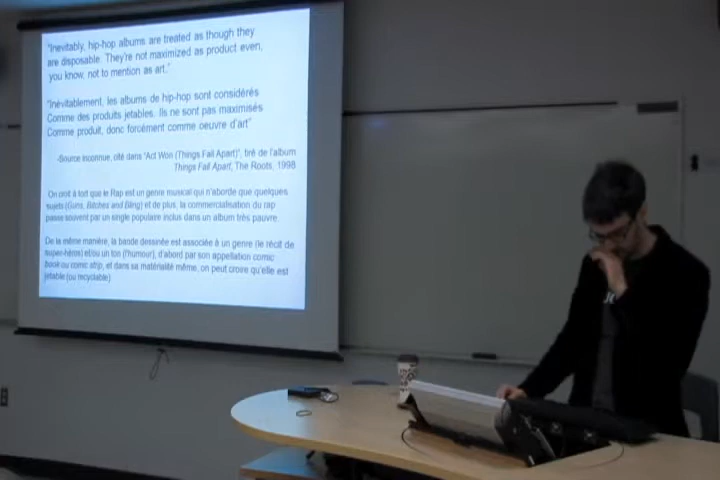 "Inevitably, hip-hop albums are treated as though they
are disposable. They're not maximized as product even,
you know, not to mention as art."
"Inévitablement, les albums de hip-hop sont considérés
Comme des produits jetables. Ils ne sont pas maximisés
Comme produit, donc forcément comme oeuvre d'art"
-Source inconnue, cité dans "Act Won (Things Fall Apart)", tiré de l'album
Things Fall Apart, The Roots, 1998
On croit à tort que le Rap est un genre musical qui n'aborde que quelques
sujets (Guns, Bitches and Bling) et de plus, la commercialisation du rap
passe souvent par un single populaire inclus dans un album très pauvre.
De la même manière, la bande dessinée est associée à un genre (le récit de
super-héros) et/ou un ton (l'humour), d'abord par son appellation comic
book ou comic strip, et dans sa matérialité même, on peut croire qu'elle est
jetable (ou recyclable)